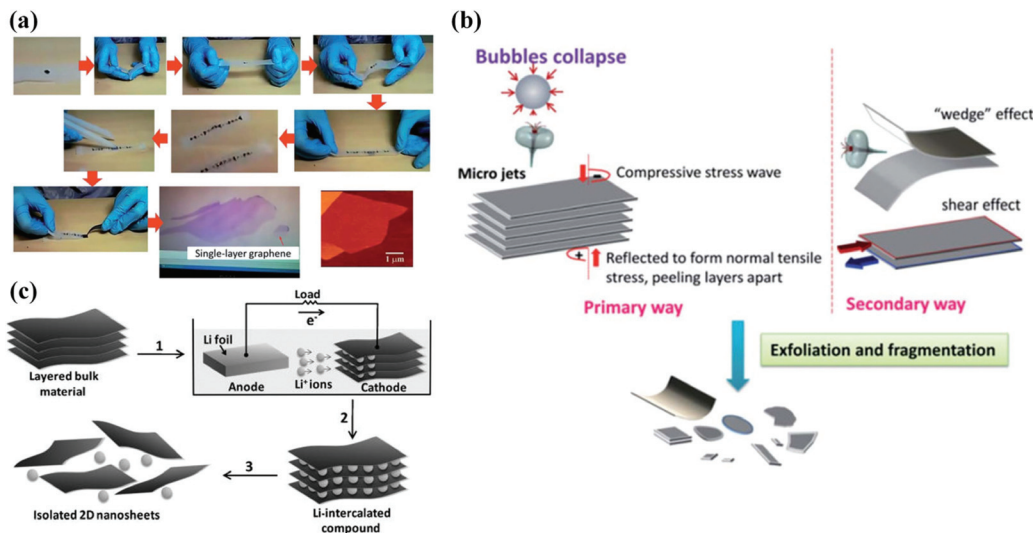 (a)
Single-layer graphene
1 µm
(b)
Bubbles collapse
Micro jets
Compressive stress wave
Reflected to form normal tensile
stress, peeling layers apart
Primary way
“wedge” effect
shear effect
Secondary way
Exfoliation and fragmentation
(c)
Layered bulk
material
1
Load
e-
Li foil
Anode
Li+ ions
Cathode
2
Li-intercalated
compound
3
Isolated 2D nanosheets